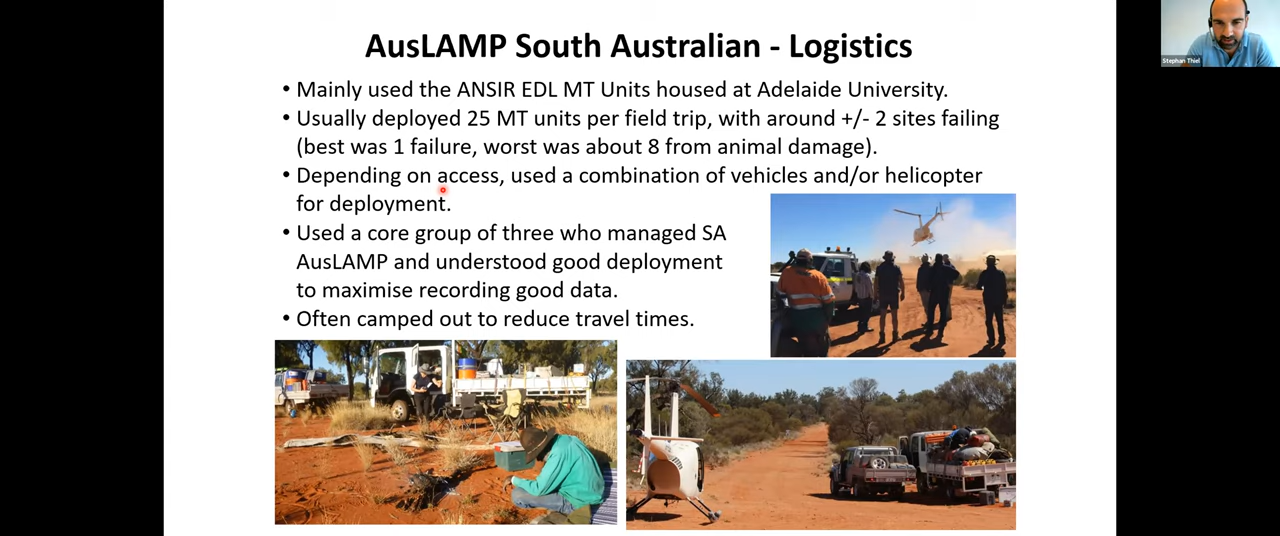 AusLAMP South Australian - Logistics
• Mainly used the ANSIR EDL MT Units housed at Adelaide University.
• Usually deployed 25 MT units per field trip, with around +/- 2 sites failing
(best was 1 failure, worst was about 8 from animal damage).
• Depending on access, used a combination of vehicles and/or helicopter
for deployment.
• Used a core group of three who managed SA
AusLAMP and understood good deployment
to maximise recording good data.
• Often camped out to reduce travel times.
Stephan Thiel